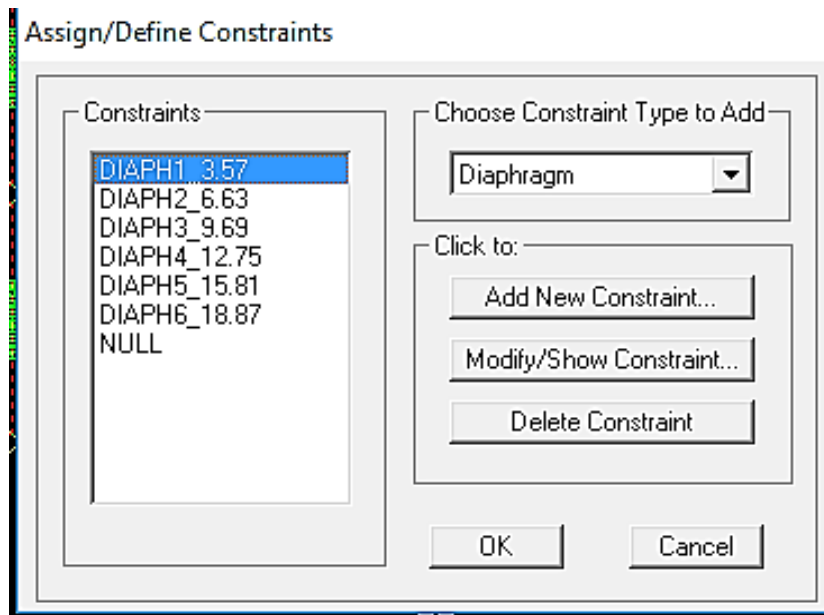 Assign/Define Constraints
Constraints
DIAPH1_3.57
DIAPH2_6.63
DIAPH3_9.69
DIAPH4_12.75
DIAPH5_15.81
DIAPH6_18.87
NULL
Choose Constraint Type to Add
Diaphragm
Click to:
Add New Constraint...
Modify/Show Constraint...
Delete Constraint
OK
Cancel